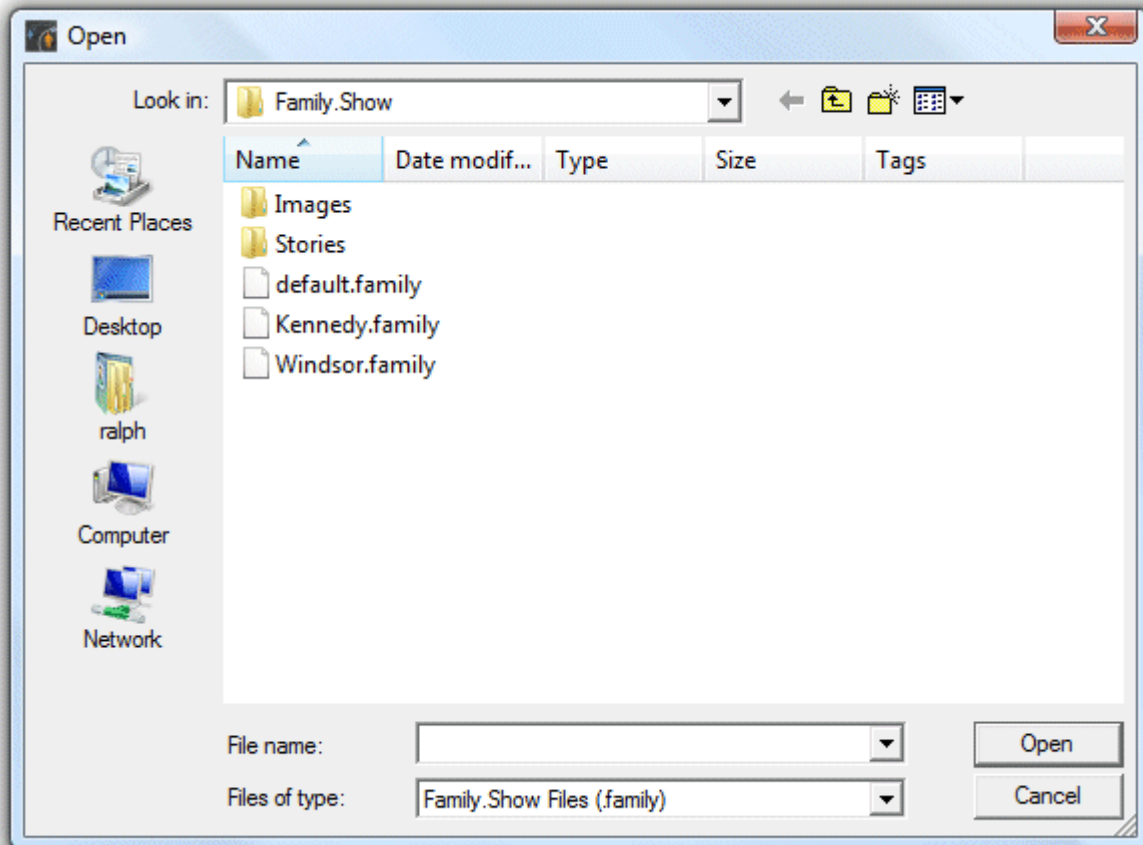 Open
Look in: Family.Show
Name Date modif... Type Size Tags
Recent Places
Desktop
ralph
Computer
Network
Images
Stories
default.family
Kennedy.family
Windsor.family
File name: Open
Files of type: Family.Show Files (.family) Cancel